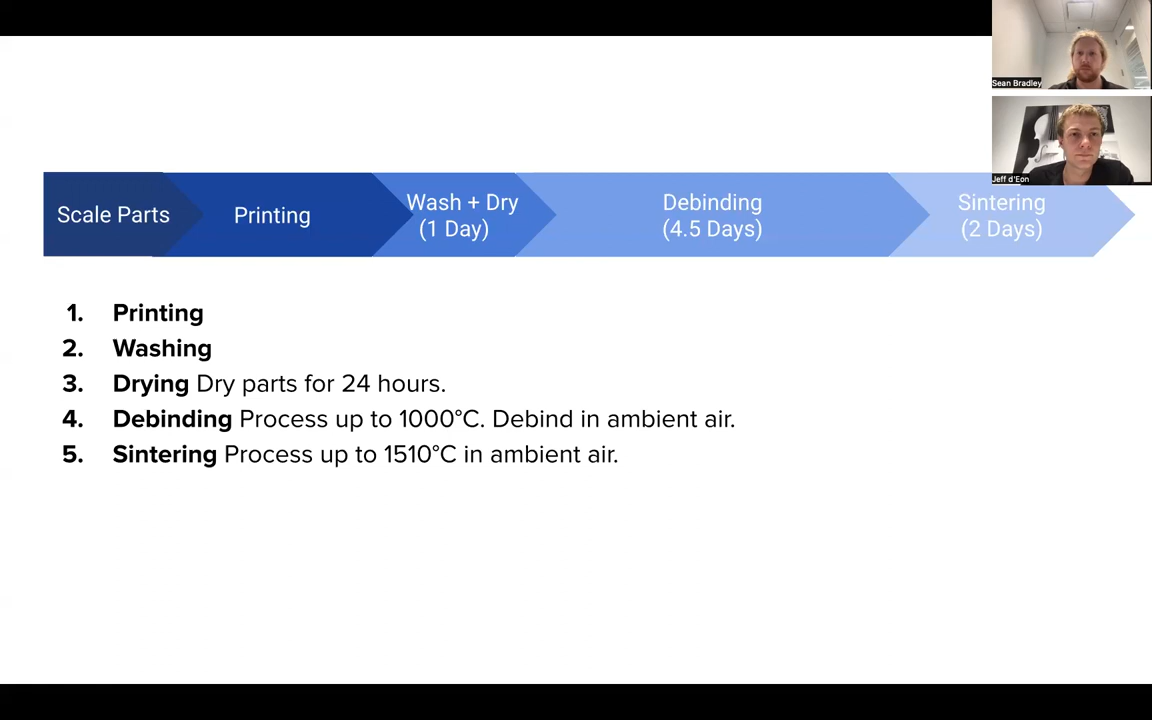 Sean Bradley
Jeff d'Eon
Scale Parts
Printing
Wash + Dry
(1 Day)
Debinding
(4.5 Days)
Sintering
(2 Days)
1. Printing
2. Washing
3. Drying Dry parts for 24 hours.
4. Debinding Process up to 1000°C. Debind in ambient air.
5. Sintering Process up to 1510°C in ambient air.